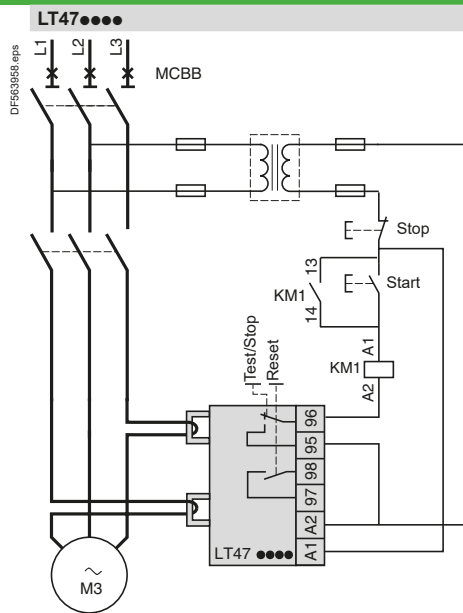 LT47●●●●
DF563958.eps
L1
L2
L3
MCBB
Stop
13
KM1
14
Start
A1
KM1
A2
Test/Stop
Reset
96
95
98
97
A2
A1
LT47 ●●●●
~
M3